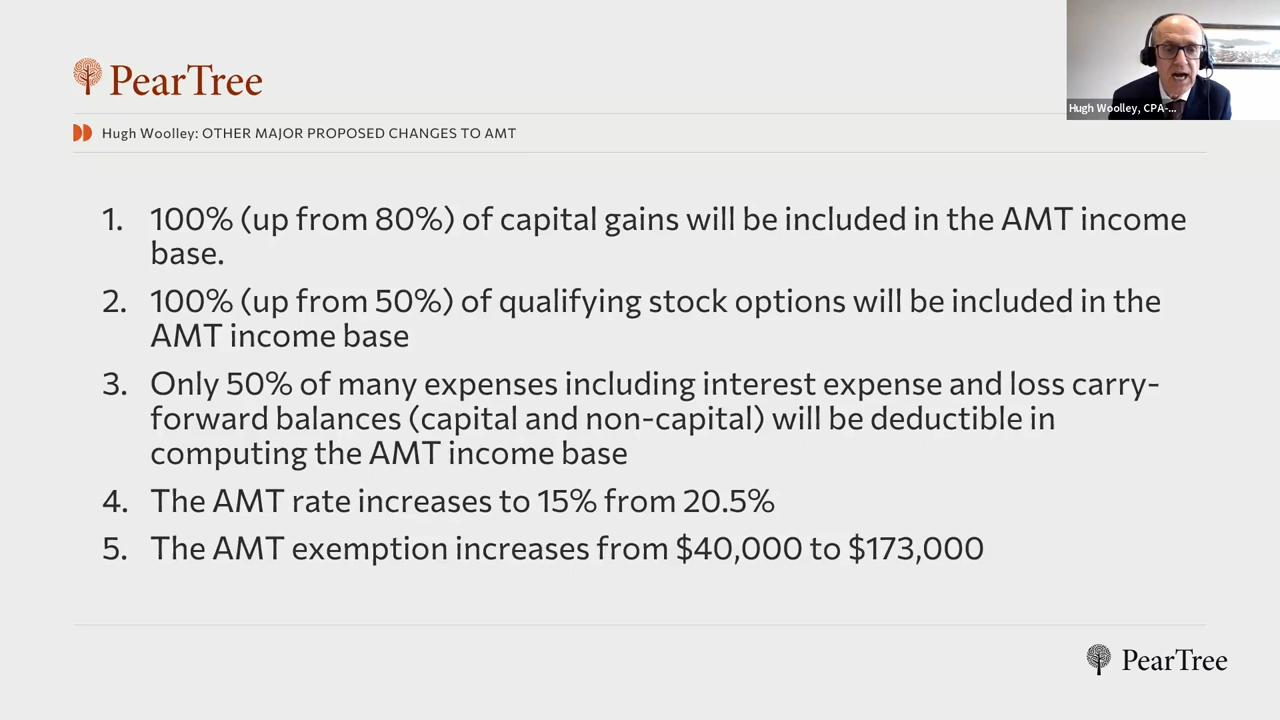 PearTree
Hugh Woolley, CPA-...
Hugh Woolley: OTHER MAJOR PROPOSED CHANGES TO AMT
1. 100% (up from 80%) of capital gains will be included in the AMT income
base.
2. 100% (up from 50%) of qualifying stock options will be included in the
AMT income base
3. Only 50% of many expenses including interest expense and loss carry-
forward balances (capital and non-capital) will be deductible in
computing the AMT income base
4. The AMT rate increases to 15% from 20.5%
5. The AMT exemption increases from $40,000 to $173,000
PearTree